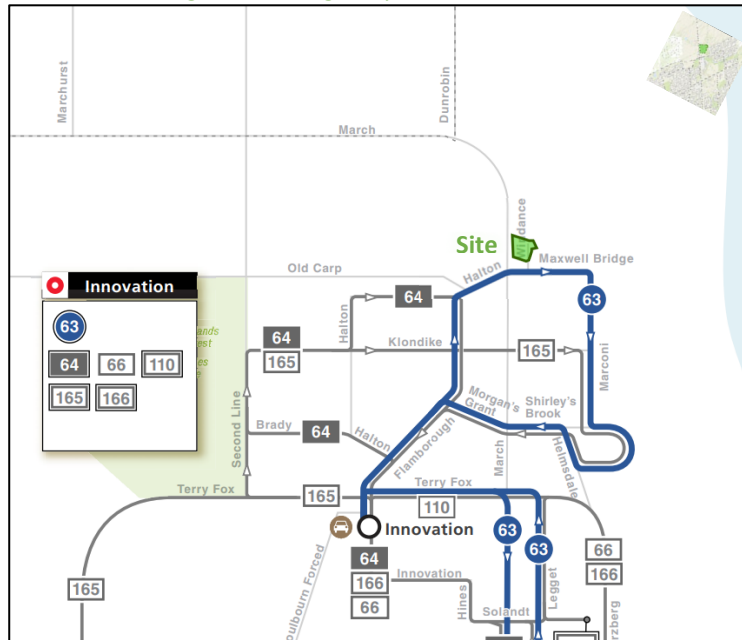 Marchurst
Dunrobin
March
Site
Maxwell Bridge
Halton
Old Carp
Innovation
63
64
66
110
165
166
64
Halton
64
165
Klondike
165
63
Marconi
Second Line
Brady
64
Halton
Flamborough
Morgan's
Grant
Shirley's
Brook
March
Helmsdale
Terry Fox
165
Terry Fox
110
Innovation
63
63
64
166
66
Innovation
Hines
Solandt
Legget
66
166
165